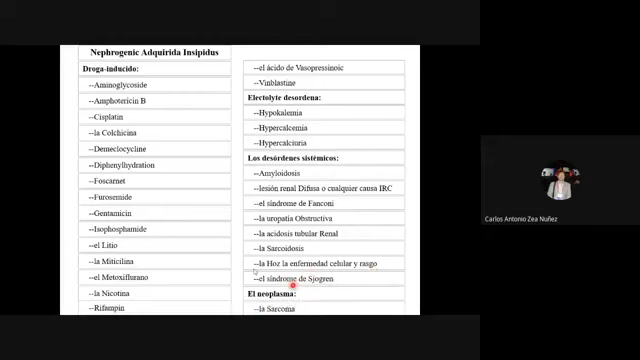 Nephrogenic Adquirida Insipidus
Droga-inducido:
--Aminoglycoside
--Amphotericin B
--Cisplatin
--la Colchicina
--Demeclocycline
--Diphenylhydration
--Foscarnet
--Furosemide
--Gentamicin
--Isophosphamide
--el Litio
--la Miticilina
--el Metoxiflurano
--la Nicotina
--Rifampin
--el ácido de Vasopressinoic
--Vinblastine
Electolyte desordena:
--Hypokalemia
--Hypercalcemia
--Hypercalciuria
Los desórdenes sistémicos:
--Amyloidosis
--lesión renal Difusa o cualquier causa IRC
--el síndrome de Fanconi
--la uropatía Obstructiva
--la acidosis tubular Renal
--la Sarcoidosis
--la Hoz la enfermedad celular y rasgo
--el síndrome de Sjogren
El neoplasma:
--la Sarcoma
Carlos Antonio Zea Nuñez